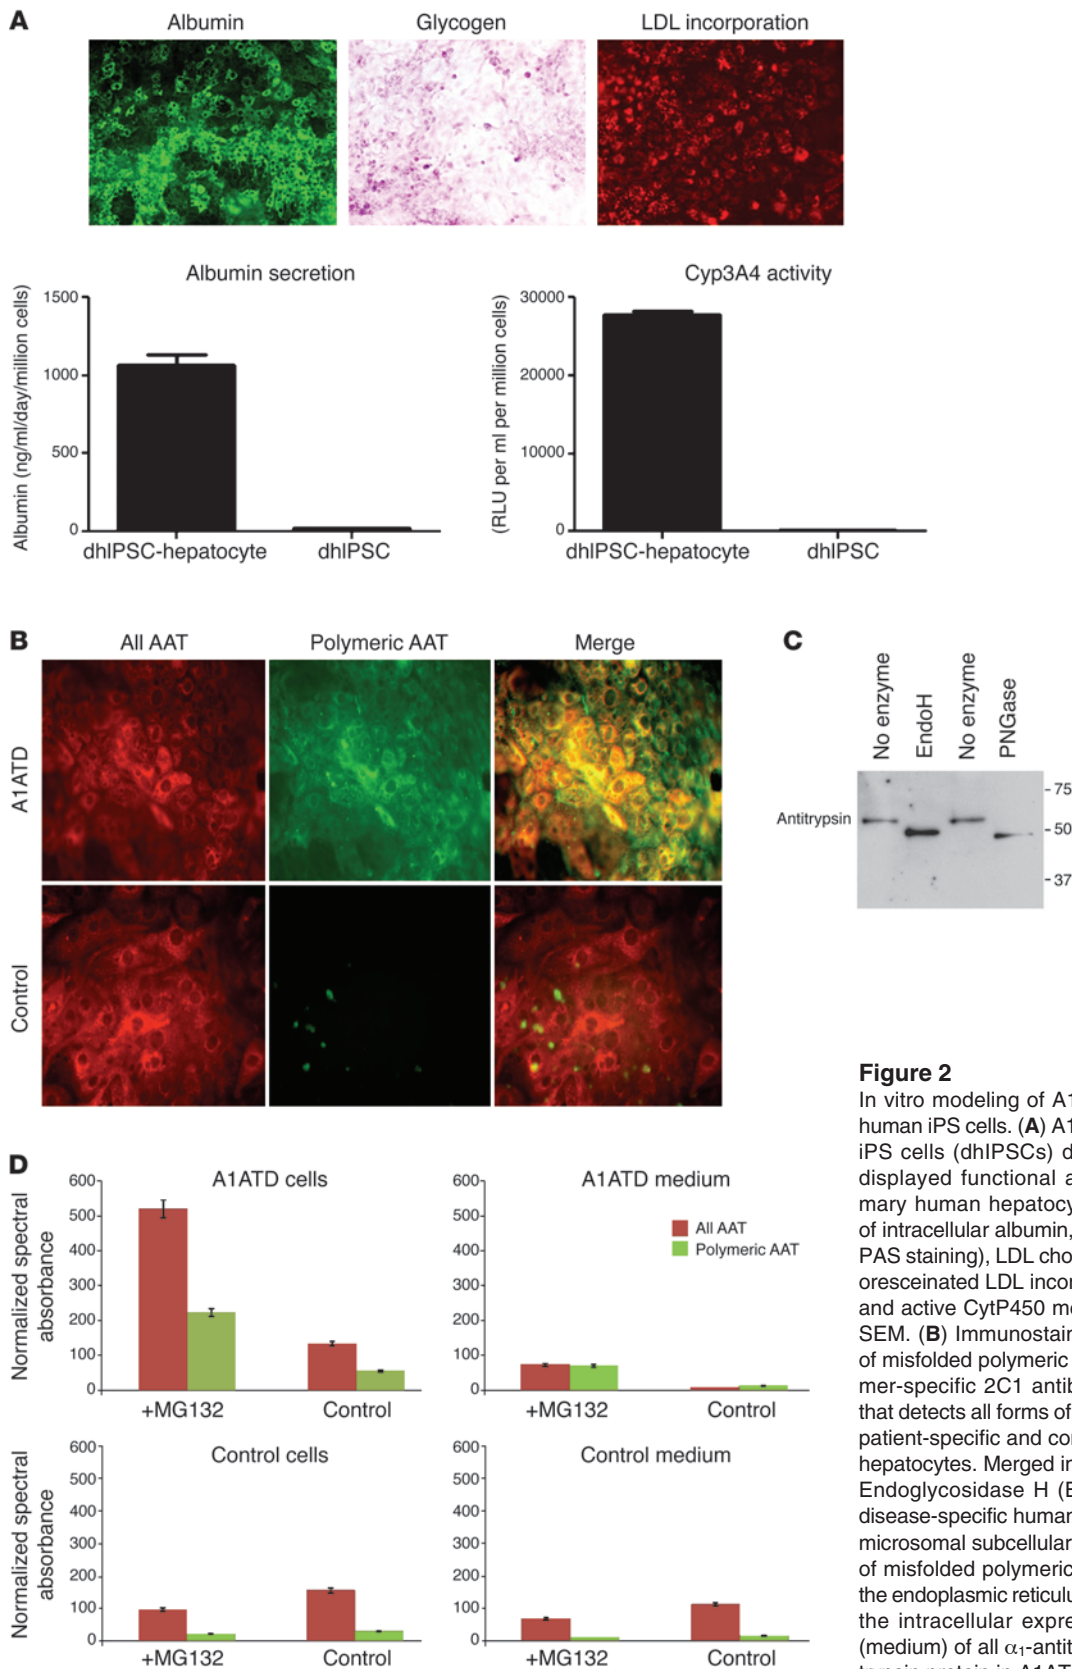 A
Albumin
Glycogen
LDL incorporation
Albumin secretion
Albumin (ng/ml/day/million cells)
1500
1000
500
0
dhIPSC-hepatocyte
dhIPSC
Cyp3A4 activity
(RLU per ml per million cells)
30000
20000
10000
0
dhIPSC-hepatocyte
dhIPSC
B
All AAT
Polymeric AAT
Merge
A1ATD
Control
C
No enzyme
EndoH
No enzyme
PNGase
Antitrypsin
- 75
- 50
- 37
D
A1ATD cells
Normalized spectral
absorbance
600
500
400
300
200
100
0
+MG132
Control
A1ATD medium
600
500
400
300
200
100
0
All AAT
Polymeric AAT
+MG132
Control
Control cells
Normalized spectral
absorbance
600
500
400
300
200
100
0
+MG132
Control
Control medium
600
500
400
300
200
100
0
+MG132
Control
Figure 2
In vitro modeling of A1
human iPS cells. (A) A1
iPS cells (dhIPSCs) d
displayed functional a
mary human hepatocy
of intracellular albumin,
PAS staining), LDL cho
oresceinated LDL incor
and active CytP450 me
SEM. (B) Immunostain
of misfolded polymeric
mer-specific 2C1 antib
that detects all forms of
patient-specific and cor
hepatocytes. Merged in
Endoglycosidase H (E
disease-specific human
microsomal subcellular
of misfolded polymeric
the endoplasmic reticulu
the intracellular expre
(medium) of all α1-antit
trypsin protein in A1ATD